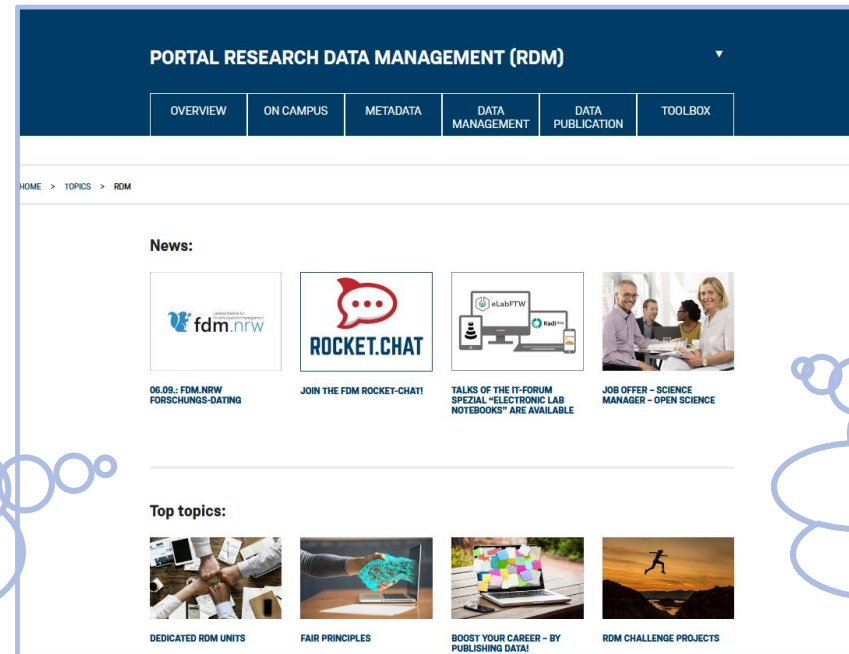 PORTAL RESEARCH DATA MANAGEMENT (RDM)
OVERVIEW
ON CAMPUS
METADATA
DATA
MANAGEMENT
DATA
PUBLICATION
TOOLBOX
HOME > TOPICS > RDM
News:
fdm.nrw
ROCKET.CHAT
eLabFTW
Kadi
06.09.: FDM.NRW
FORSCHUNGS-DATING
JOIN THE FDM ROCKET-CHAT!
TALKS OF THE IT-FORUM
SPEZIAL “ELECTRONIC LAB
NOTEBOOKS” ARE AVAILABLE
JOB OFFER – SCIENCE
MANAGER – OPEN SCIENCE
Top topics:
DEDICATED RDM UNITS
FAIR PRINCIPLES
BOOST YOUR CAREER – BY
PUBLISHING DATA!
RDM CHALLENGE PROJECTS